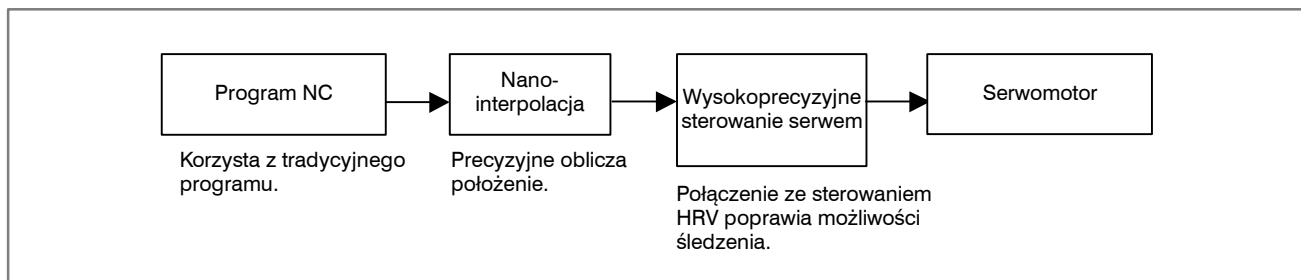 Program NC
Korzysta z tradycyjnego
programu.
Nano-
interpolacja
Precyzyjne oblicza
położenie.
Wysokoprecyzyjne
sterowanie serwem
Połączenie ze sterowaniem
HRV poprawia możliwości
śledzenia.
Serwomotor